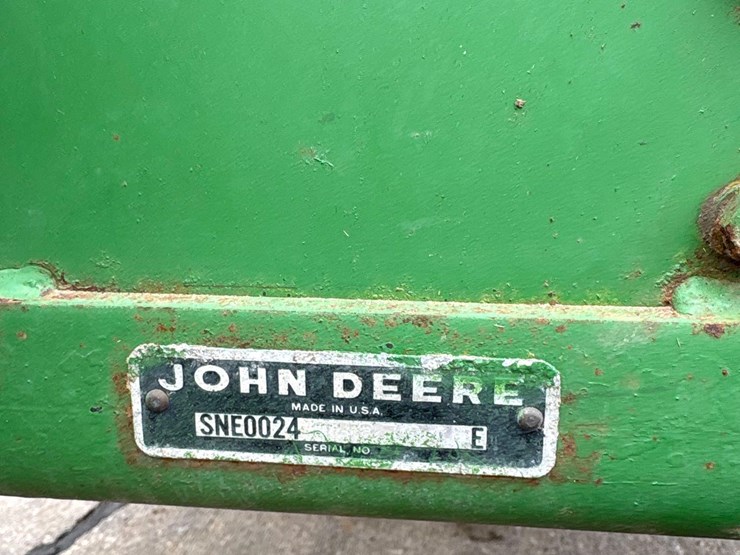 JOHN DEERE
MADE IN U.S.A.
SNE0024 E
SERIAL NO